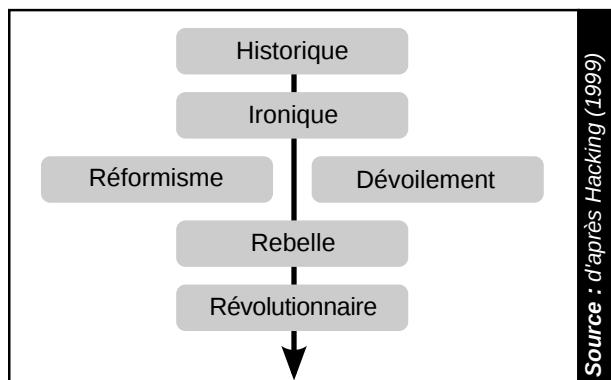 Historique
Ironique
Réformisme
Dévoilement
Rebelle
Révolutionnaire
Source : d'après Hacking (1999)